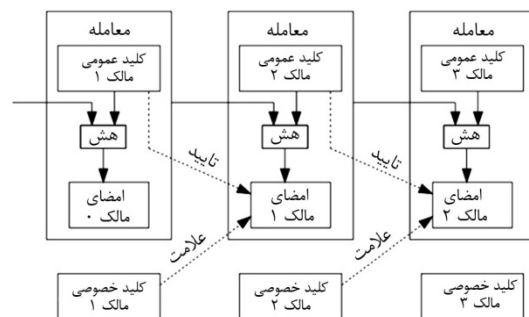 معامله
کلید عمومی
مالک ۱
هش
امضای
مالک ۰
معامله
کلید عمومی
مالک ۲
هش
امضای
مالک ۱
معامله
کلید عمومی
مالک ۳
هش
امضای
مالک ۲
تایید
تایید
علامت
علامت
کلید خصوصی
مالک ۱
کلید خصوصی
مالک ۲
کلید خصوصی
مالک ۳